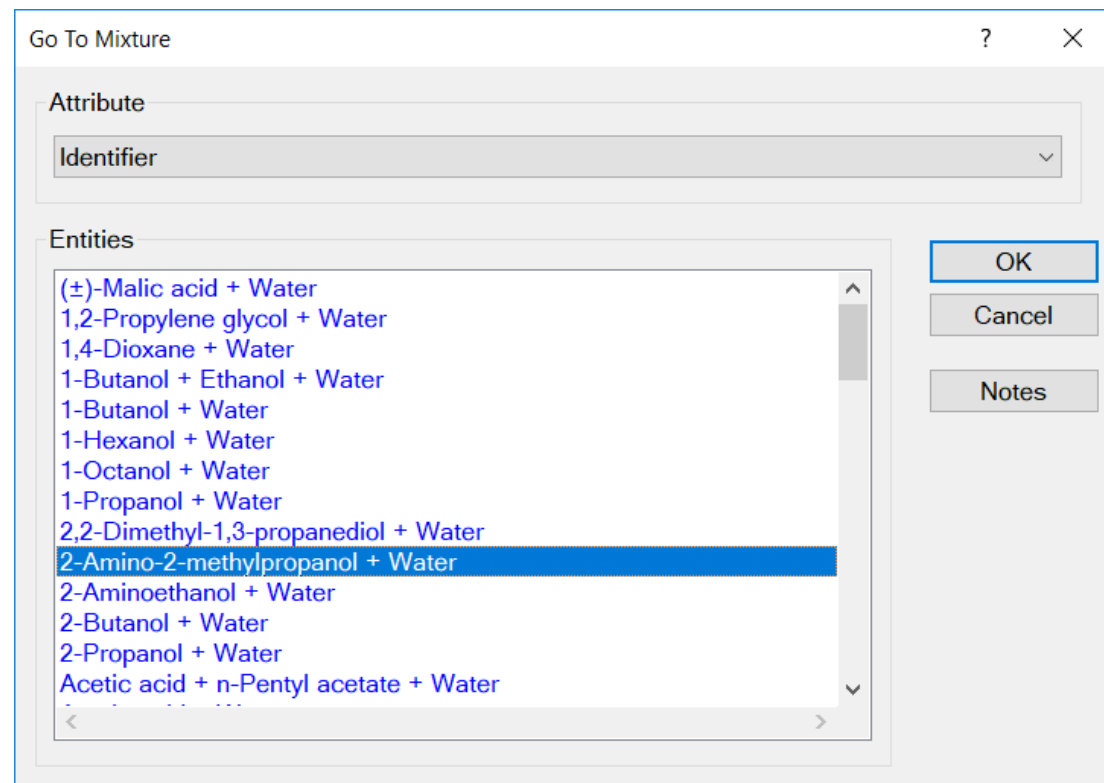 Go To Mixture
?
Attribute
Identifier
Entities
(±)-Malic acid + Water
1,2-Propylene glycol + Water
1,4-Dioxane + Water
1-Butanol + Ethanol + Water
1-Butanol + Water
1-Hexanol + Water
1-Octanol + Water
1-Propanol + Water
2,2-Dimethyl-1,3-propanediol + Water
2-Amino-2-methylpropanol + Water
2-Aminoethanol + Water
2-Butanol + Water
2-Propanol + Water
Acetic acid + n-Pentyl acetate + Water
OK
Cancel
Notes